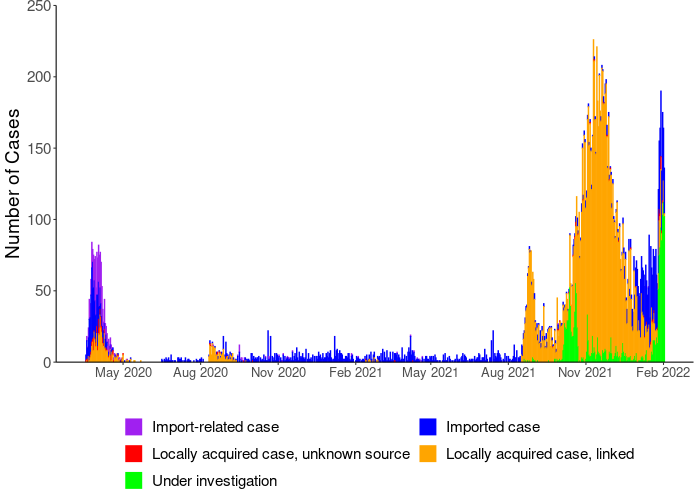 Number of Cases
250
200
150
100
50
0
May 2020 Aug 2020 Nov 2020 Feb 2021 May 2021 Aug 2021 Nov 2021 Feb 2022
Import-related case Imported case
Locally acquired case, unknown source Locally acquired case, linked
Under investigation